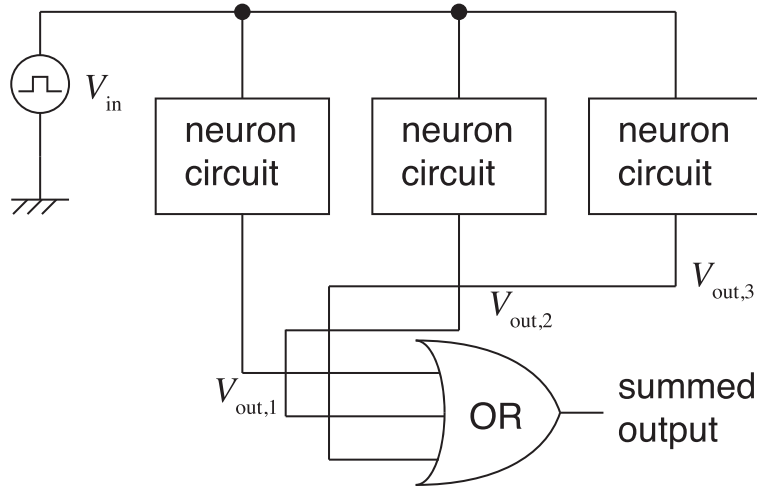 V_in
neuron
circuit
neuron
circuit
neuron
circuit
V_out,3
V_out,2
V_out,1
OR
summed
output